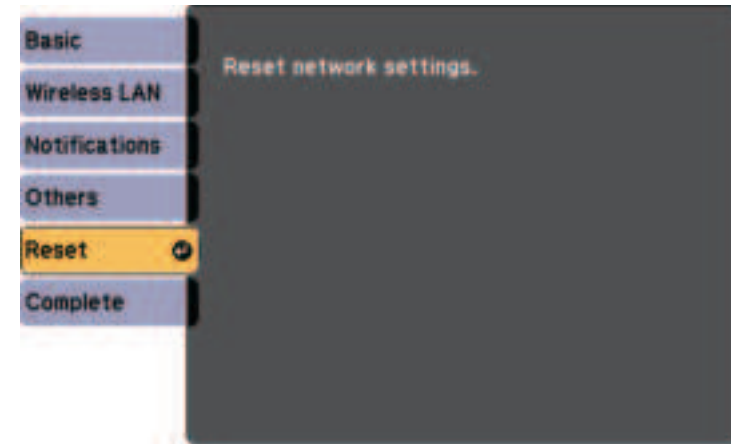 Basic
Reset network settings.
Wireless LAN
Notifications
Others
Reset
Complete